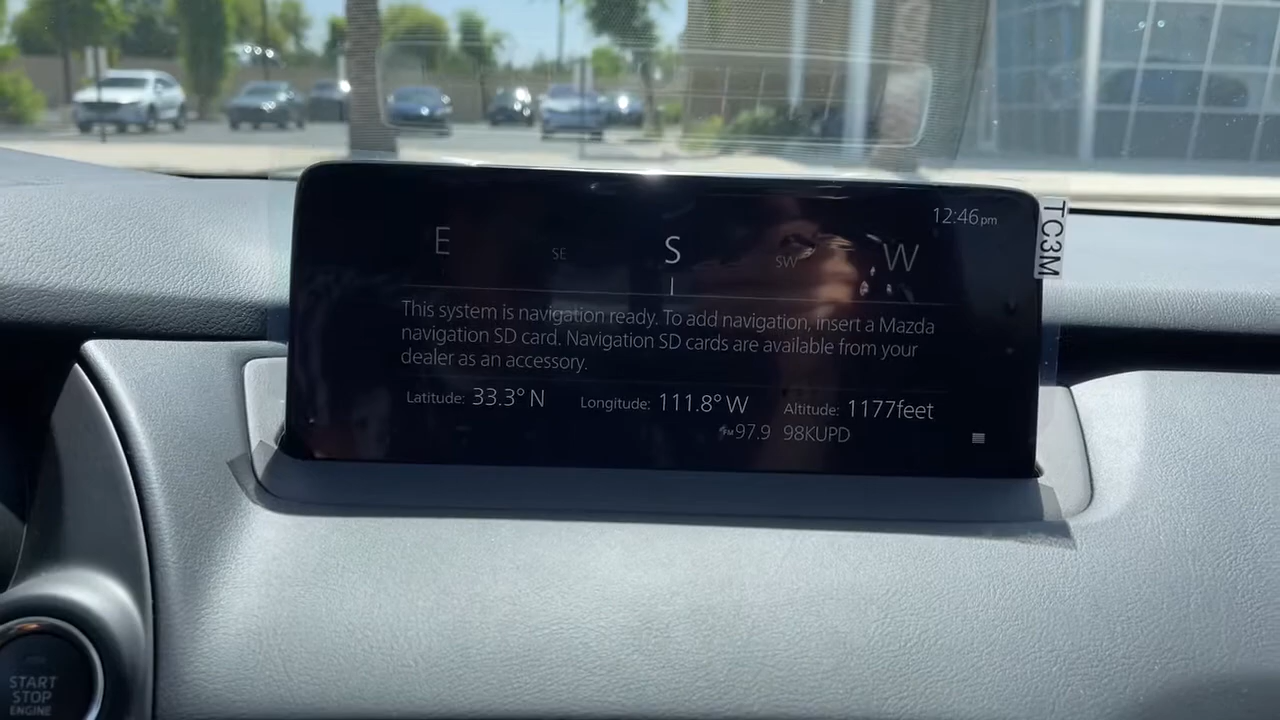 12:46pm
E SE S SW W
This system is navigation ready. To add navigation, insert a Mazda
navigation SD card. Navigation SD cards are available from your
dealer as an accessory.
Latitude: 33.3° N Longitude: 111.8° W Altitude: 1177feet
FM 97.9 98KUPD
TC3M
START
STOP
ENGINE